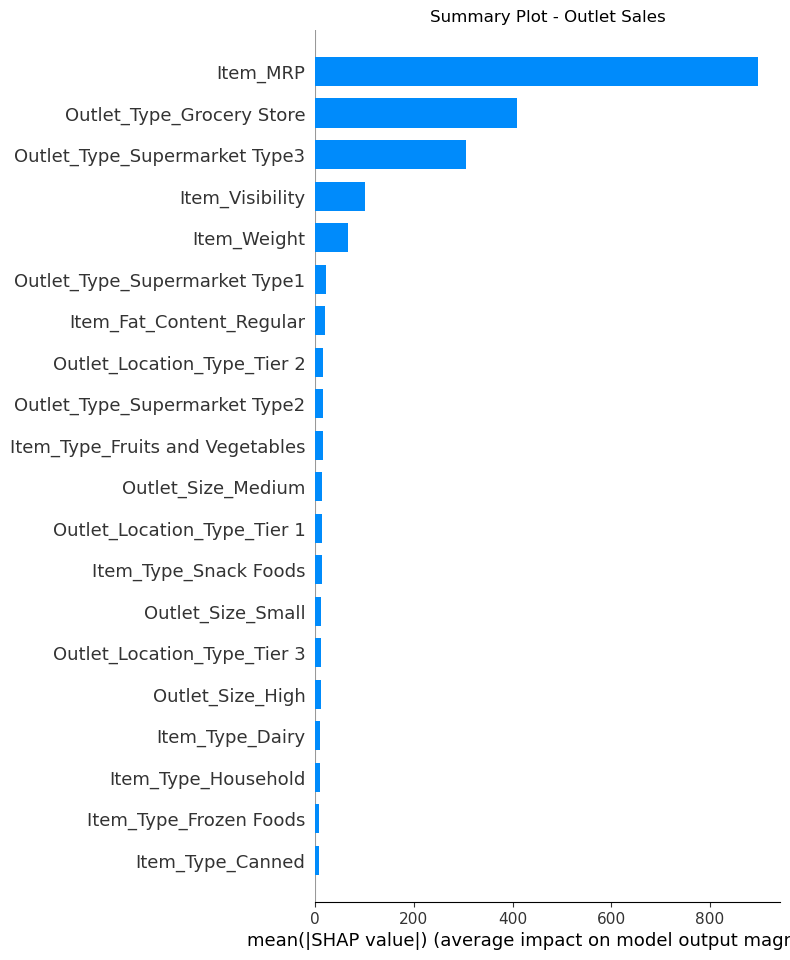 Summary Plot - Outlet Sales
Item_MRP
Outlet_Type_Grocery Store
Outlet_Type_Supermarket Type3
Item_Visibility
Item_Weight
Outlet_Type_Supermarket Type1
Item_Fat_Content_Regular
Outlet_Location_Type_Tier 2
Outlet_Type_Supermarket Type2
Item_Type_Fruits and Vegetables
Outlet_Size_Medium
Outlet_Location_Type_Tier 1
Item_Type_Snack Foods
Outlet_Size_Small
Outlet_Location_Type_Tier 3
Outlet_Size_High
Item_Type_Dairy
Item_Type_Household
Item_Type_Frozen Foods
Item_Type_Canned
0 200 400 600 800
mean(|SHAP value|) (average impact on model output magn